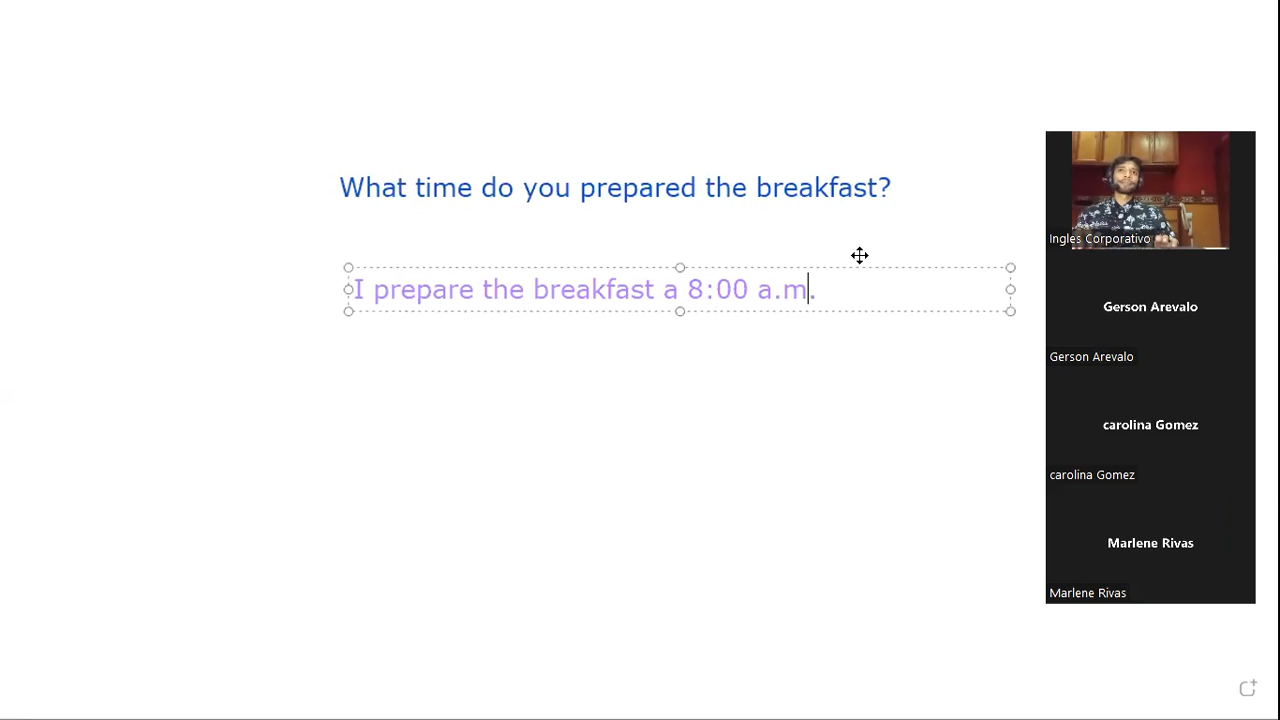 What time do you prepared the breakfast?
I prepare the breakfast a 8:00 a.m.
Ingles Corporativo
Gerson Arevalo
Gerson Arevalo
carolina Gomez
carolina Gomez
Marlene Rivas
Marlene Rivas